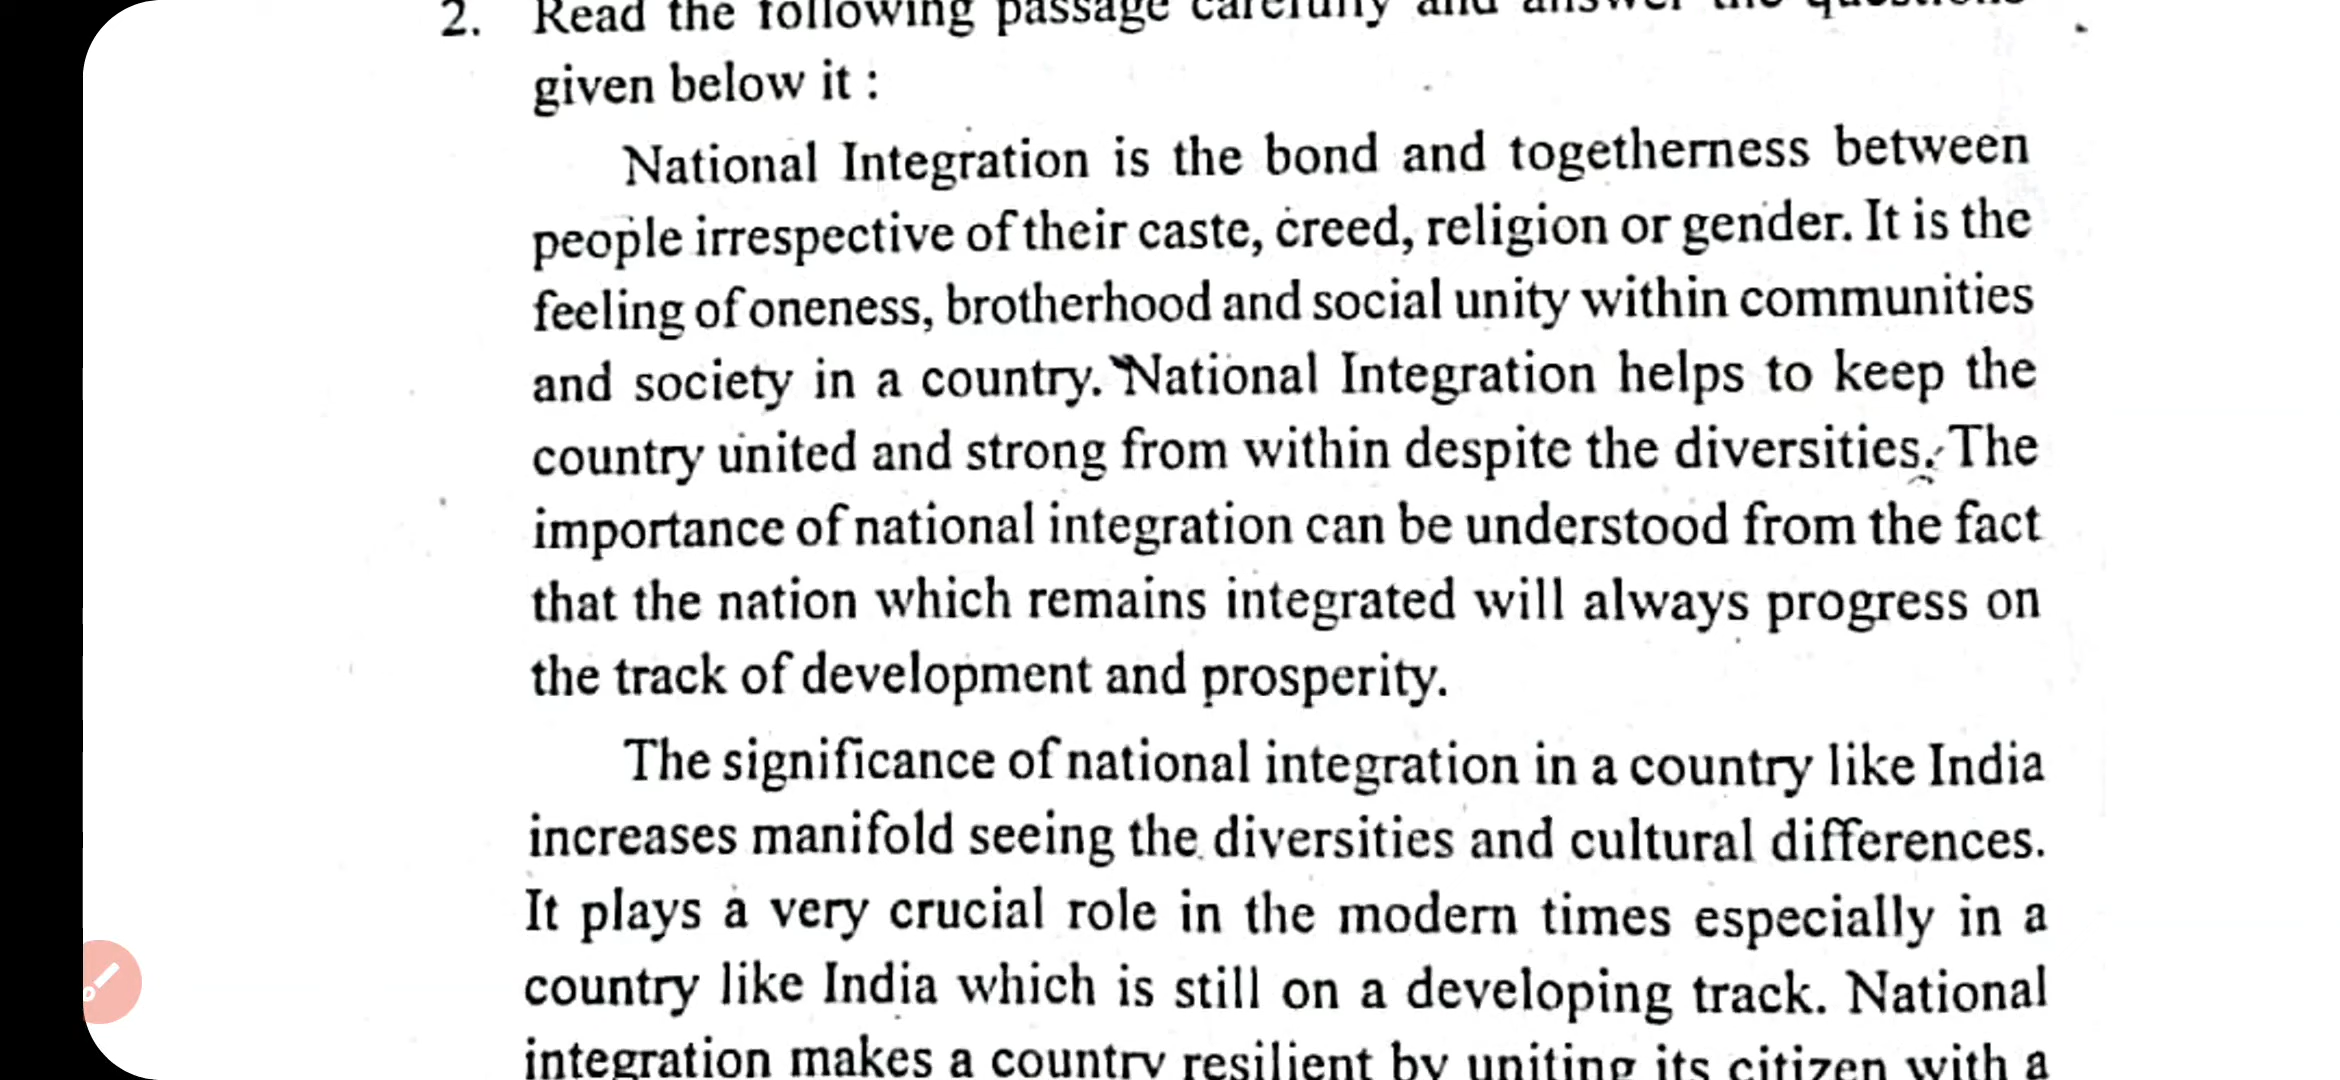 2. Read the following passage carefully and answer the questions
given below it :
National Integration is the bond and togetherness between
people irrespective of their caste, creed, religion or gender. It is the
feeling of oneness, brotherhood and social unity within communities
and society in a country. National Integration helps to keep the
country united and strong from within despite the diversities. The
importance of national integration can be understood from the fact
that the nation which remains integrated will always progress on
the track of development and prosperity.
The significance of national integration in a country like India
increases manifold seeing the diversities and cultural differences.
It plays a very crucial role in the modern times especially in a
country like India which is still on a developing track. National
integration makes a country resilient by uniting its citizen with a